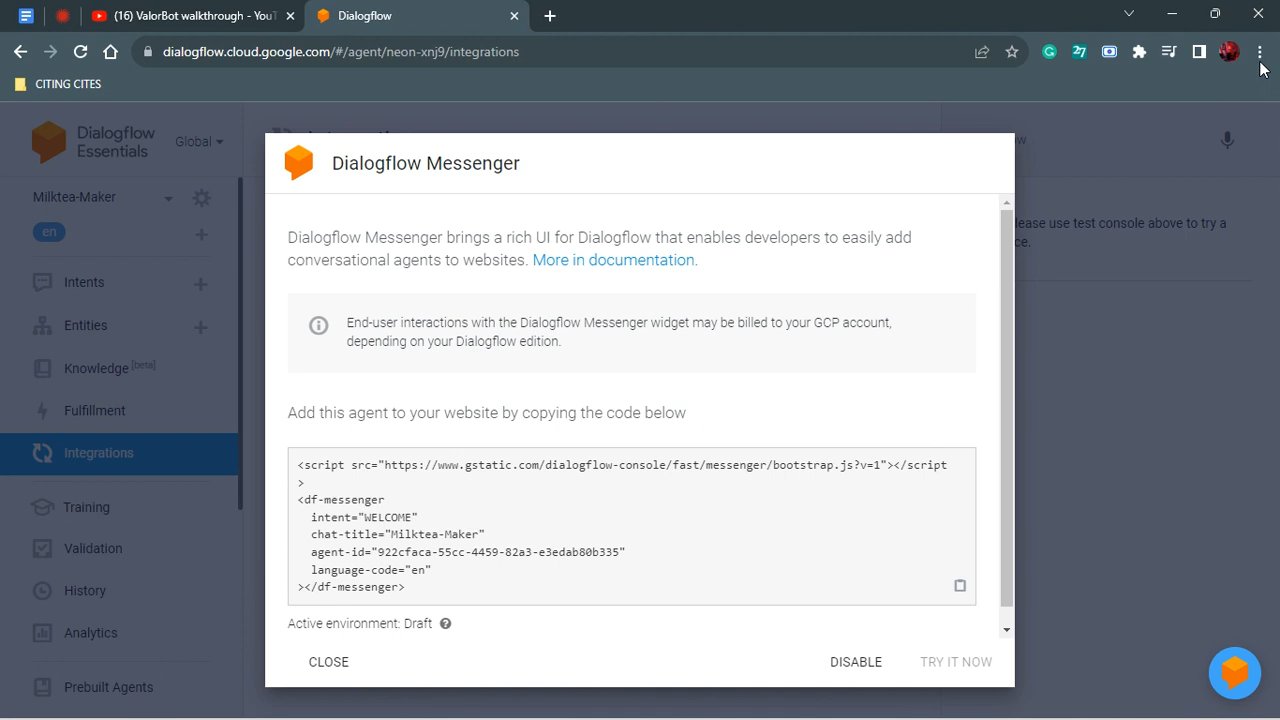 (16) ValorBot walkthrough - YouT
Dialogflow
dialogflow.cloud.google.com/#/agent/neon-xnj9/integrations
27
CITING CITES
Dialogflow
Essentials
Global
Milktea-Maker
en
Intents
Entities
Knowledge [beta]
Fulfillment
Integrations
Training
Validation
History
Analytics
Prebuilt Agents
Dialogflow Messenger
Dialogflow Messenger brings a rich UI for Dialogflow that enables developers to easily add
conversational agents to websites. More in documentation.
End-user interactions with the Dialogflow Messenger widget may be billed to your GCP account,
depending on your Dialogflow edition.
Add this agent to your website by copying the code below
<script src="https://www.gstatic.com/dialogflow-console/fast/messenger/bootstrap.js?v=1"></script
>
<df-messenger
intent="WELCOME"
chat-title="Milktea-Maker"
agent-id="922cfaca-55cc-4459-82a3-e3edab80b335"
language-code="en"
></df-messenger>
Active environment: Draft
CLOSE
DISABLE
TRY IT NOW
lease use test console above to try a
ce.